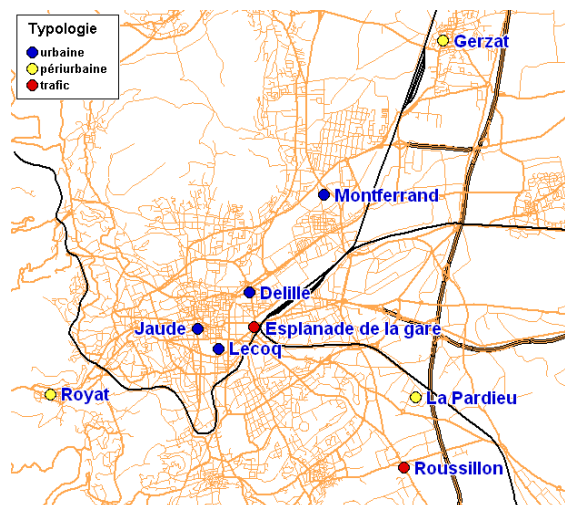 Typologie
urbaine
périurbaine
trafic
Gerzat
Montferrand
Delille
Jaude
Esplanade de la gare
Lecoq
Royat
La Pardieu
Roussillon